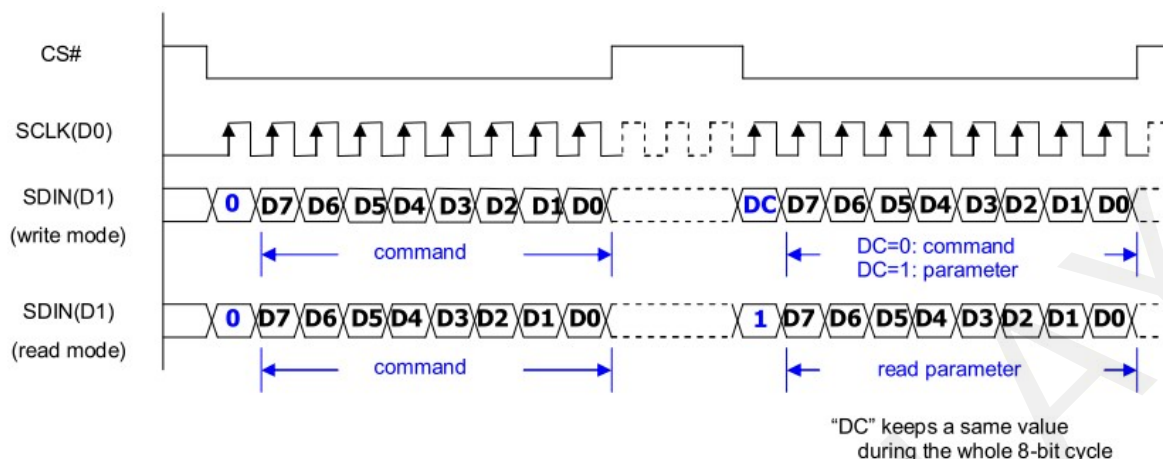 CS#
SCLK(D0)
SDIN(D1)
(write mode)
0 D7 D6 D5 D4 D3 D2 D1 D0
DC D7 D6 D5 D4 D3 D2 D1 D0
command
DC=0: command
DC=1: parameter
SDIN(D1)
(read mode)
0 D7 D6 D5 D4 D3 D2 D1 D0
1 D7 D6 D5 D4 D3 D2 D1 D0
command
read parameter
“DC” keeps a same value
during the whole 8-bit cycle